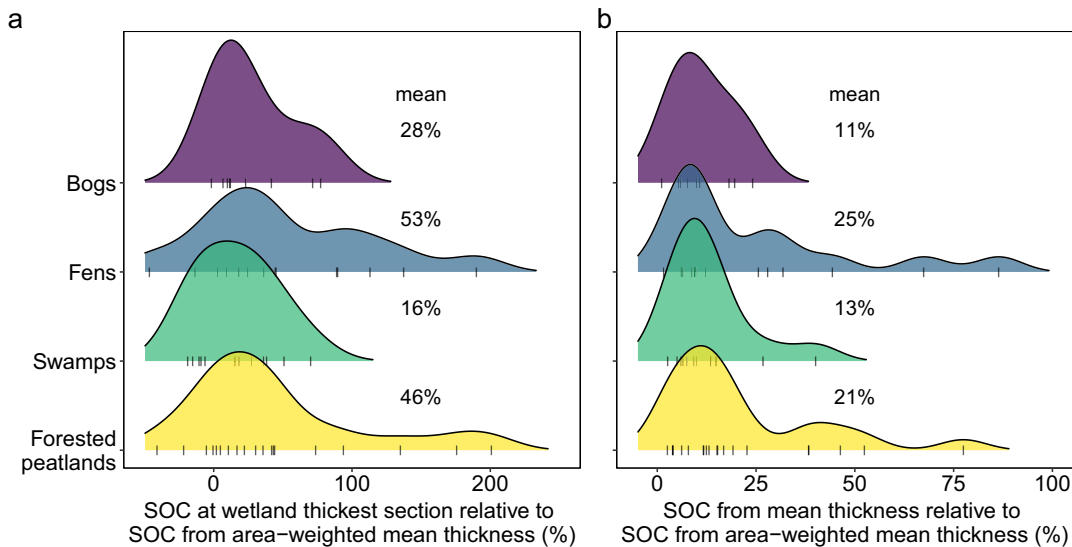 a
mean
28%
Bogs
53%
Fens
16%
Swamps
46%
Forested
peatlands
0
100
200
SOC at wetland thickest section relative to
SOC from area−weighted mean thickness (%)
b
mean
11%
25%
13%
21%
0
25
50
75
100
SOC from mean thickness relative to
SOC from area−weighted mean thickness (%)